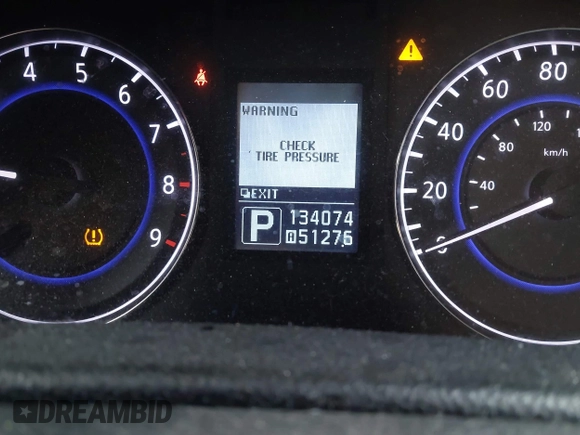 4 5 6 7 8 9
WARNING
CHECK
TIRE PRESSURE
EXIT
P 134074
A 51276
0 20 40 60 80
40 80 120
km/h
DREAMBID